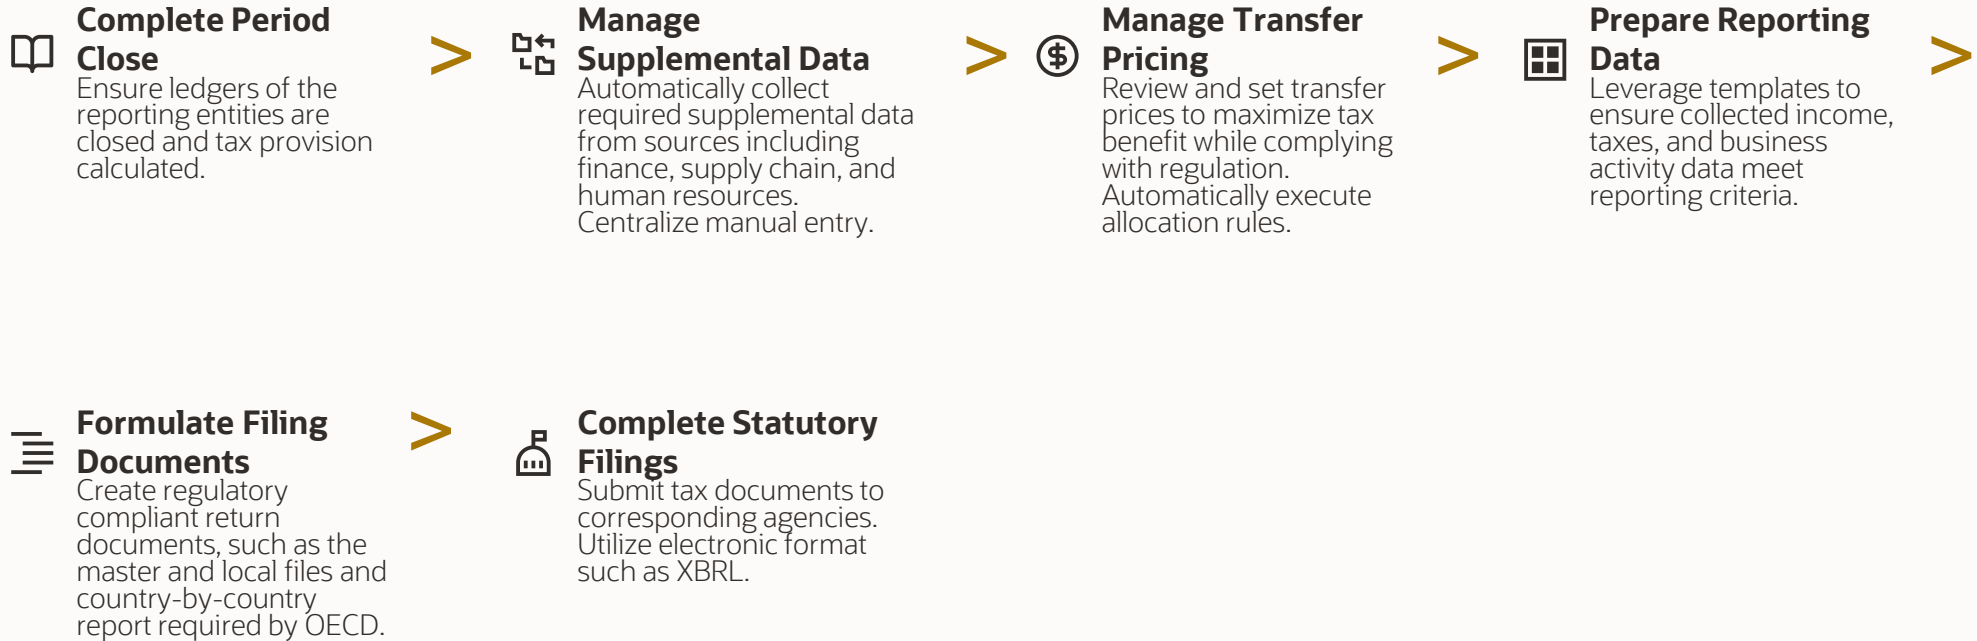 Complete Period
Close
Ensure ledgers of the
reporting entities are
closed and tax provision
calculated.
>
Manage
Supplemental Data
Automatically collect
required supplemental data
from sources including
finance, supply chain, and
human resources.
Centralize manual entry.
>
Manage Transfer
Pricing
Review and set transfer
prices to maximize tax
benefit while complying
with regulation.
Automatically execute
allocation rules.
>
Prepare Reporting
Data
Leverage templates to
ensure collected income,
taxes, and business
activity data meet
reporting criteria.
>
Formulate Filing
Documents
Create regulatory
compliant return
documents, such as the
master and local files and
country-by-country
report required by OECD.
>
Complete Statutory
Filings
Submit tax documents to
corresponding agencies.
Utilize electronic format
such as XBRL.